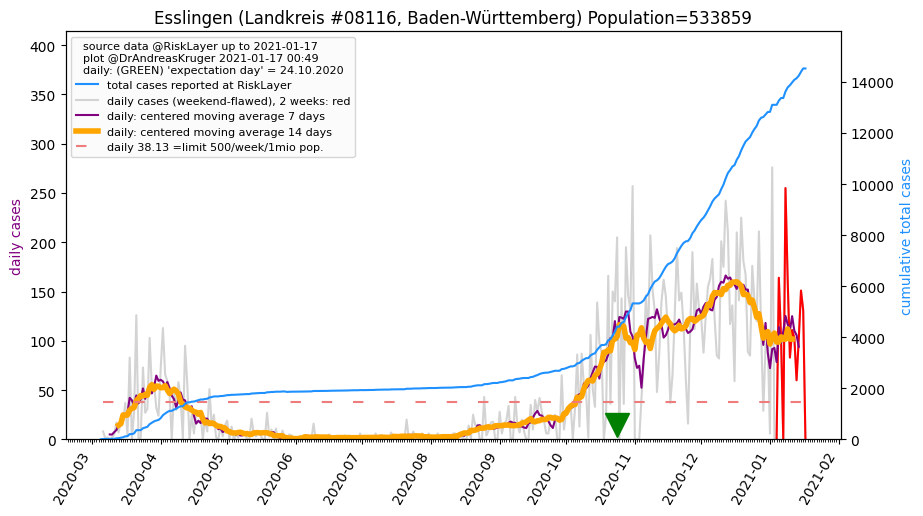 Esslingen (Landkreis #08116, Baden-Württemberg) Population=533859
source data @RiskLayer up to 2021-01-17
plot @DrAndreasKruger 2021-01-17 00:49
daily: (GREEN) 'expectation day' = 24.10.2020
total cases reported at RiskLayer
daily cases (weekend-flawed), 2 weeks: red
daily: centered moving average 7 days
daily: centered moving average 14 days
daily 38.13 =limit 500/week/1mio pop.
daily cases
400
350
300
250
200
150
100
50
0
14000
12000
10000
8000
6000
4000
2000
0
cumulative total cases
2020-03
2020-04
2020-05
2020-06
2020-07
2020-08
2020-09
2020-10
2020-11
2020-12
2021-01
2021-02